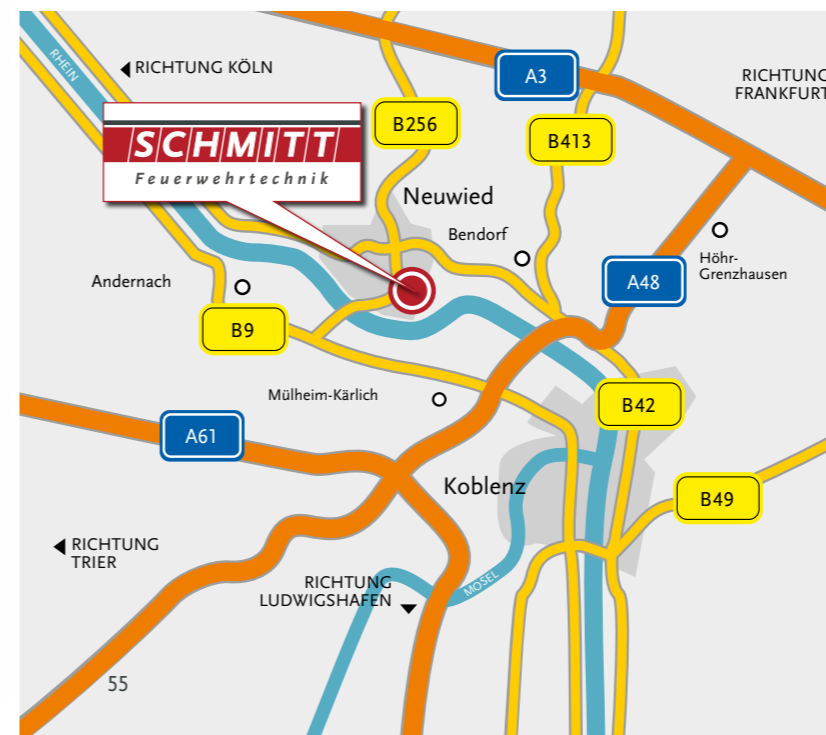 RHEIN
RICHTUNG KÖLN
A3
RICHTUNG
FRANKFURT
B256
B413
SCHMITT
Feuerwehrtechnik
Neuwied
Bendorf
Höhr-
Grenzhausen
Andernach
A48
B9
Mülheim-Kärlich
B42
A61
Koblenz
B49
RICHTUNG
TRIER
RICHTUNG
LUDWIGSHAFEN
MOSEL
55